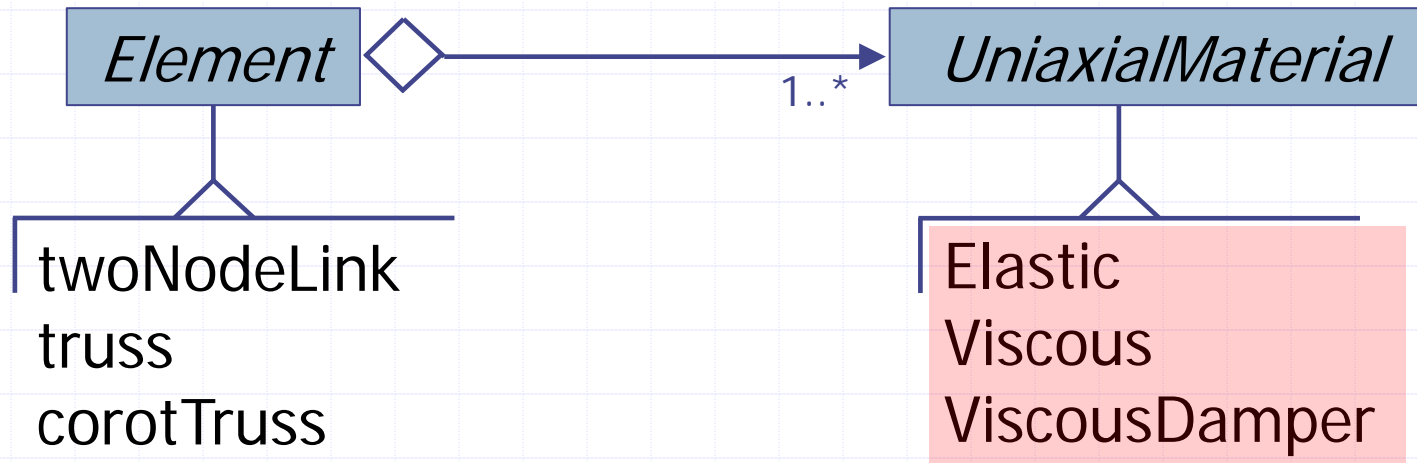 Element
1..*
UniaxialMaterial
twoNodeLink
truss
corotTruss
Elastic
Viscous
ViscousDamper